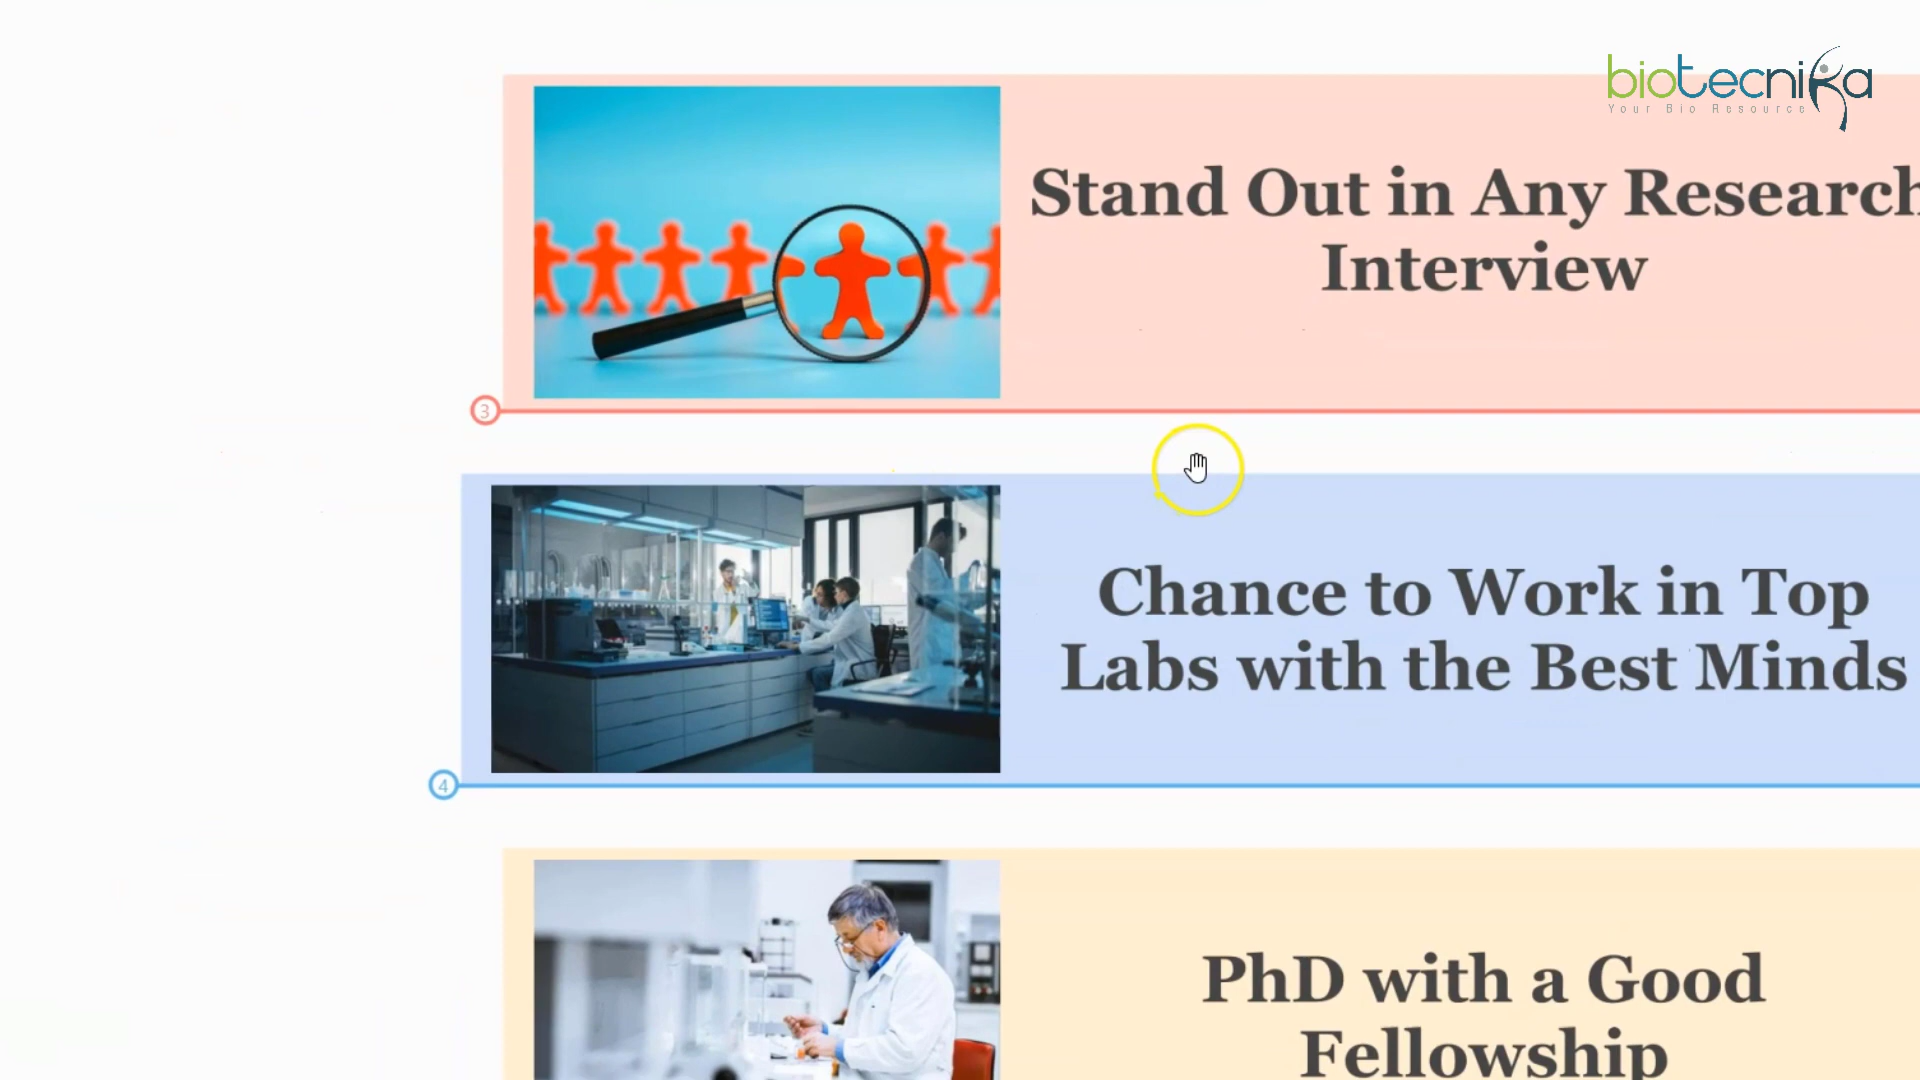 biotecnika
Your Bio Resource
Stand Out in Any Research
Interview
3
Chance to Work in Top
Labs with the Best Minds
4
PhD with a Good
Fellowship